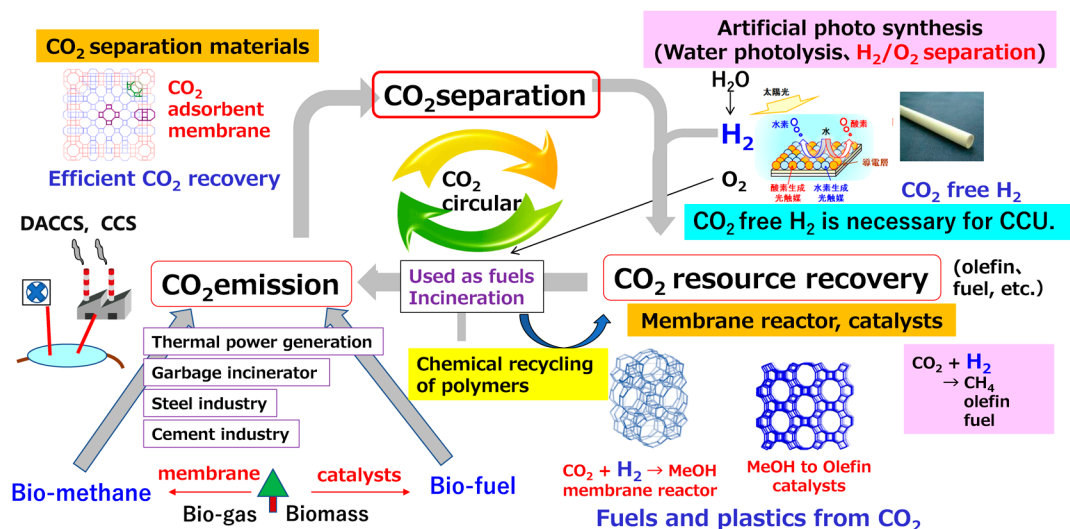 CO2 separation materials
CO2
adsorbent
membrane
Efficient CO2 recovery
CO2 separation
Artificial photo synthesis
(Water photolysis、H2/O2 separation)
H2O
H2
O2
太陽光
水素
水
酸素
導電層
酸素生成
光触媒
水素生成
光触媒
CO2 free H2
CO2 free H2 is necessary for CCU.
CO2
circular
DACCS, CCS
CO2 emission
Used as fuels
Incineration
CO2 resource recovery
(olefin、
fuel, etc.)
Membrane reactor, catalysts
Thermal power generation
Garbage incinerator
Steel industry
Cement industry
Chemical recycling
of polymers
CO2 + H2
→ CH4
olefin
fuel
CO2 + H2 → MeOH
membrane reactor
MeOH to Olefin
catalysts
Bio-methane
membrane
catalysts
Bio-fuel
Bio-gas
Biomass
Fuels and plastics from CO2